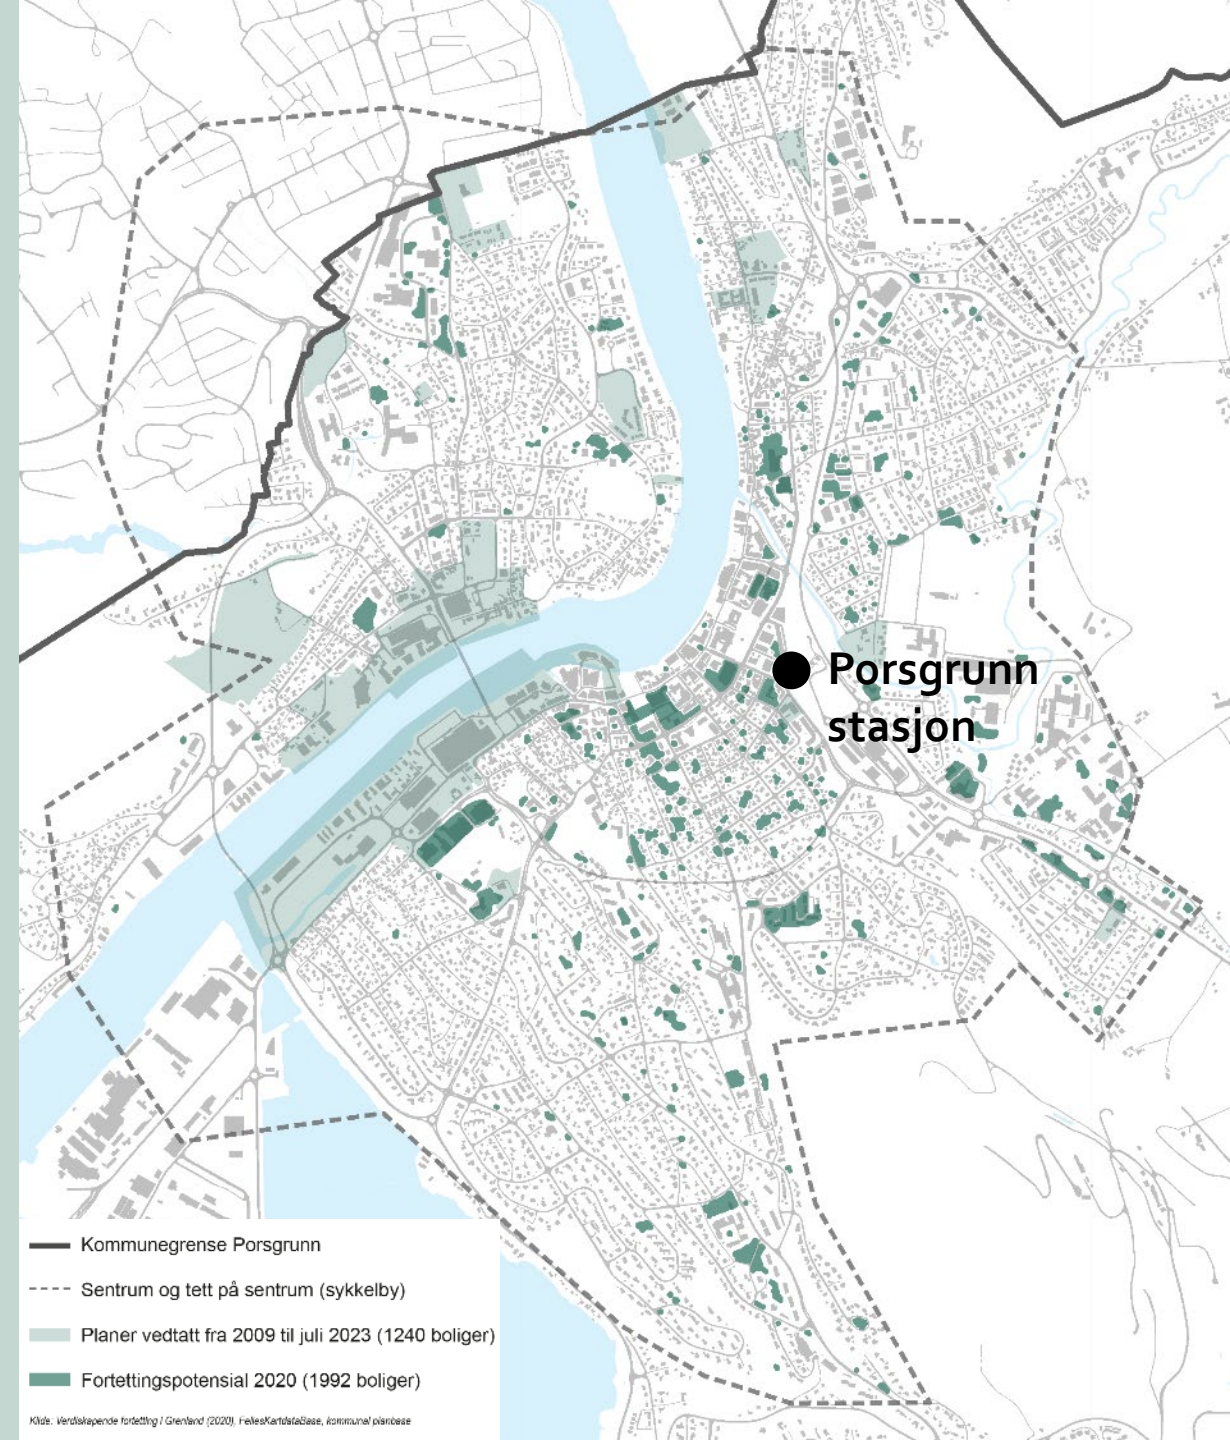 Porsgrunn
stasjon
Kommunegrense Porsgrunn
Sentrum og tett på sentrum (sykkelby)
Planer vedtatt fra 2009 til juli 2023 (1240 boliger)
Fortettingspotensial 2020 (1992 boliger)
Kilde: Verdiskapende fortetting i Grenland (2020), FellesKartdataBase, kommunal planbase